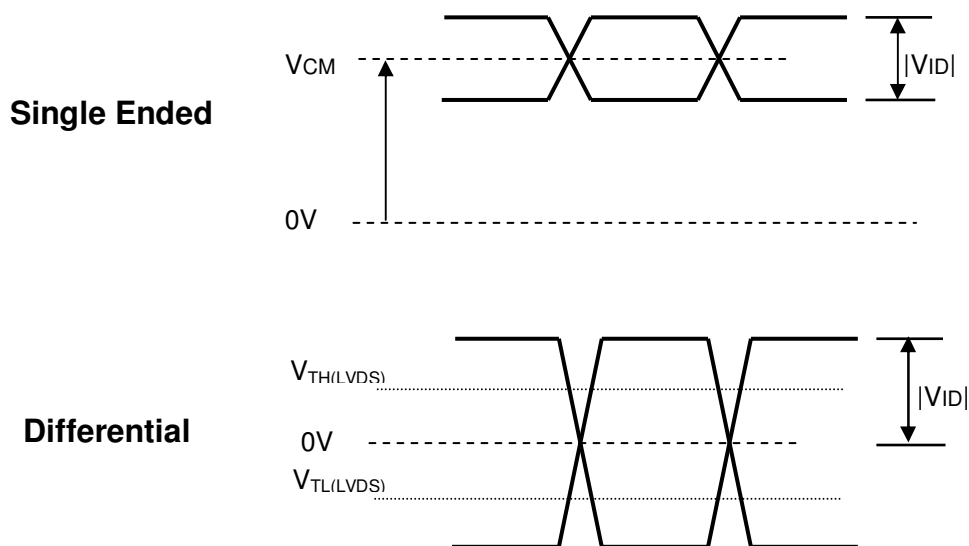 VCM
|VID|
Single Ended
0V
VTH(LVDS)
|VID|
Differential
0V
VTL(LVDS)